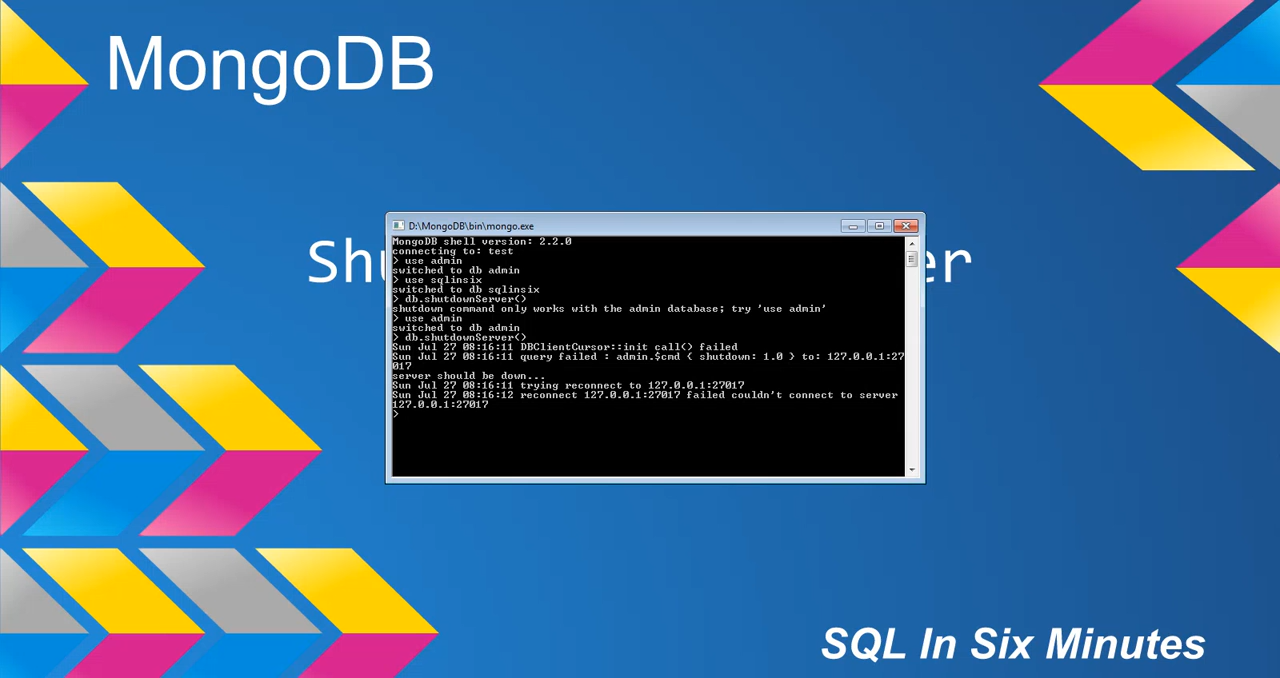 MongoDB
D:\MongoDB\bin\mongo.exe
MongoDB shell version: 2.2.0
connecting to: test
> use admin
switched to db admin
> use sqlinsix
switched to db sqlinsix
> db.shutdownServer()
shutdown command only works with the admin database; try 'use admin'
> use admin
switched to db admin
> db.shutdownServer()
Sun Jul 27 08:16:11 DBClientCursor::init call() failed
Sun Jul 27 08:16:11 query failed : admin.$cmd { shutdown: 1.0 } to: 127.0.0.1:27
017
server should be down...
Sun Jul 27 08:16:11 trying reconnect to 127.0.0.1:27017
Sun Jul 27 08:16:12 reconnect 127.0.0.1:27017 failed couldn't connect to server
127.0.0.1:27017
>
SQL In Six Minutes